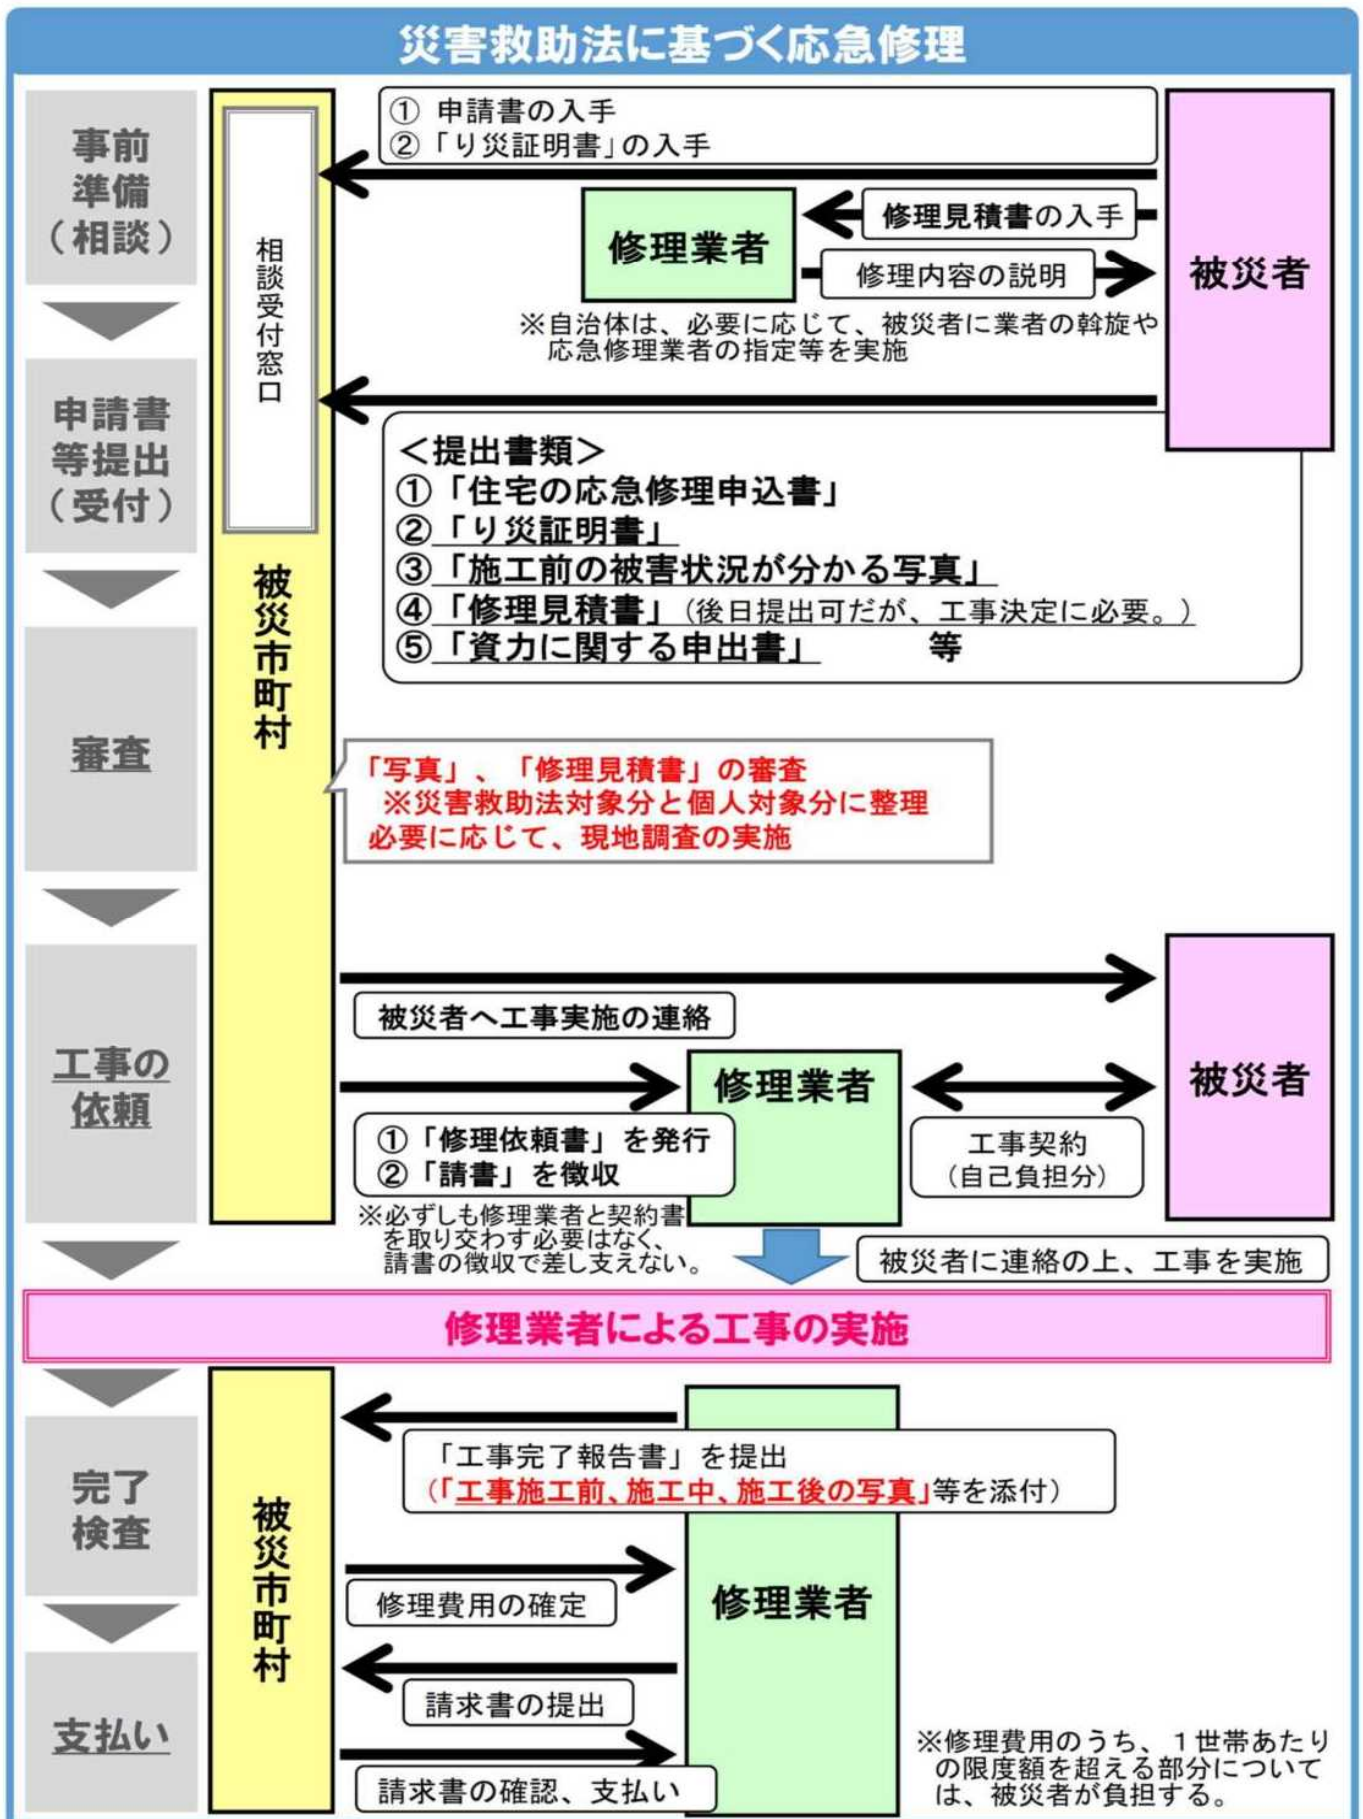 災害救助法に基づく応急修理
事前
準備
(相談)
相談受付窓口
① 申請書の入手
②「り災証明書」の入手
修理業者
修理見積書の入手
修理内容の説明
被災者
※自治体は、必要に応じて、被災者に業者の斡旋や
応急修理業者の指定等を実施
申請書
等提出
(受付)
<提出書類>
①「住宅の応急修理申込書」
②「り災証明書」
③「施工前の被害状況が分かる写真」
④「修理見積書」(後日提出可だが、工事決定に必要。)
⑤「資力に関する申出書」 等
被災市町村
審査
「写真」、「修理見積書」の審査
※災害救助法対象分と個人対象分に整理
必要に応じて、現地調査の実施
工事の
依頼
被災者へ工事実施の連絡
修理業者
被災者
①「修理依頼書」を発行
②「請書」を徴収
工事契約
(自己負担分)
※必ずしも修理業者と契約書
を取り交わす必要はなく、
請書の徴収で差し支えない。
被災者に連絡の上、工事を実施
修理業者による工事の実施
完了
検査
被災市町村
「工事完了報告書」を提出
(「工事施工前、施工中、施工後の写真」等を添付)
修理費用の確定
修理業者
請求書の提出
支払い
請求書の確認、支払い
※修理費用のうち、1世帯あたり
の限度額を超える部分について
は、被災者が負担する。